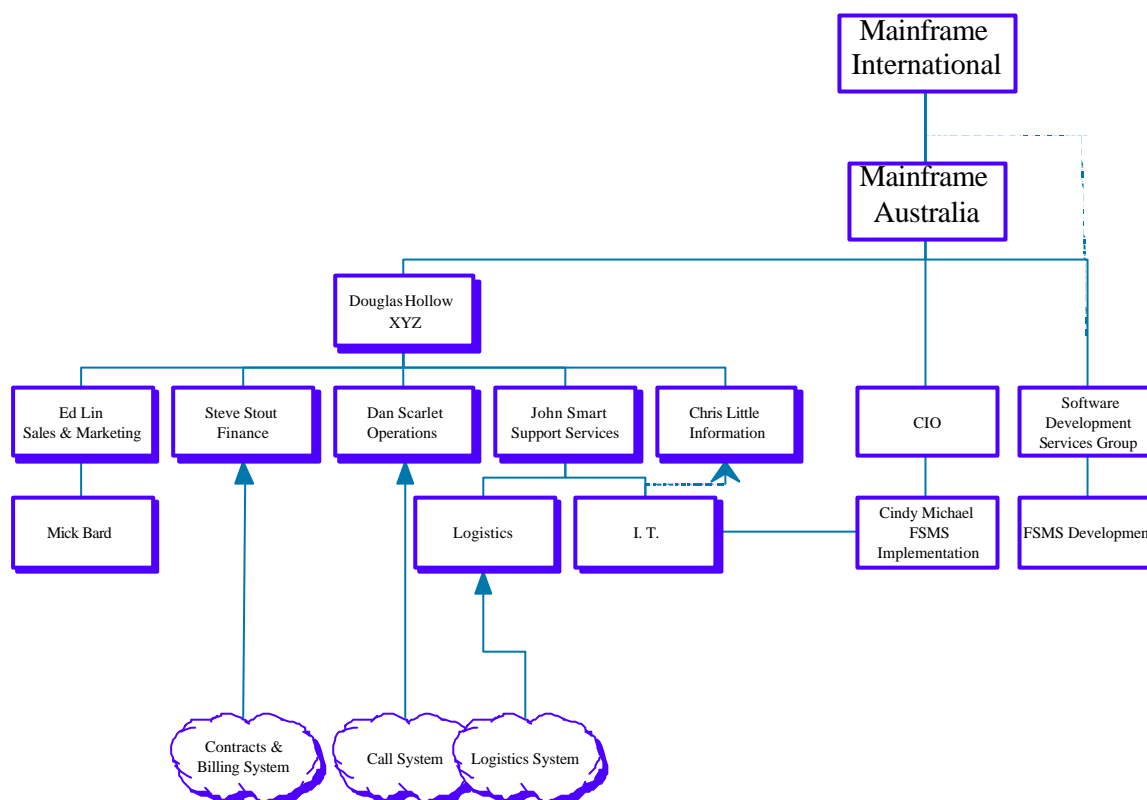 Mainframe
International
Mainframe
Australia
Douglas Hollow
XYZ
Ed Lin
Sales & Marketing
Steve Stout
Finance
Dan Scarlet
Operations
John Smart
Support Services
Chris Little
Information
CIO
Software
Development
Services Group
Mick Bard
Logistics
I. T.
Cindy Michael
FSMS
Implementation
FSMS Development
Contracts &
Billing System
Call System
Logistics System